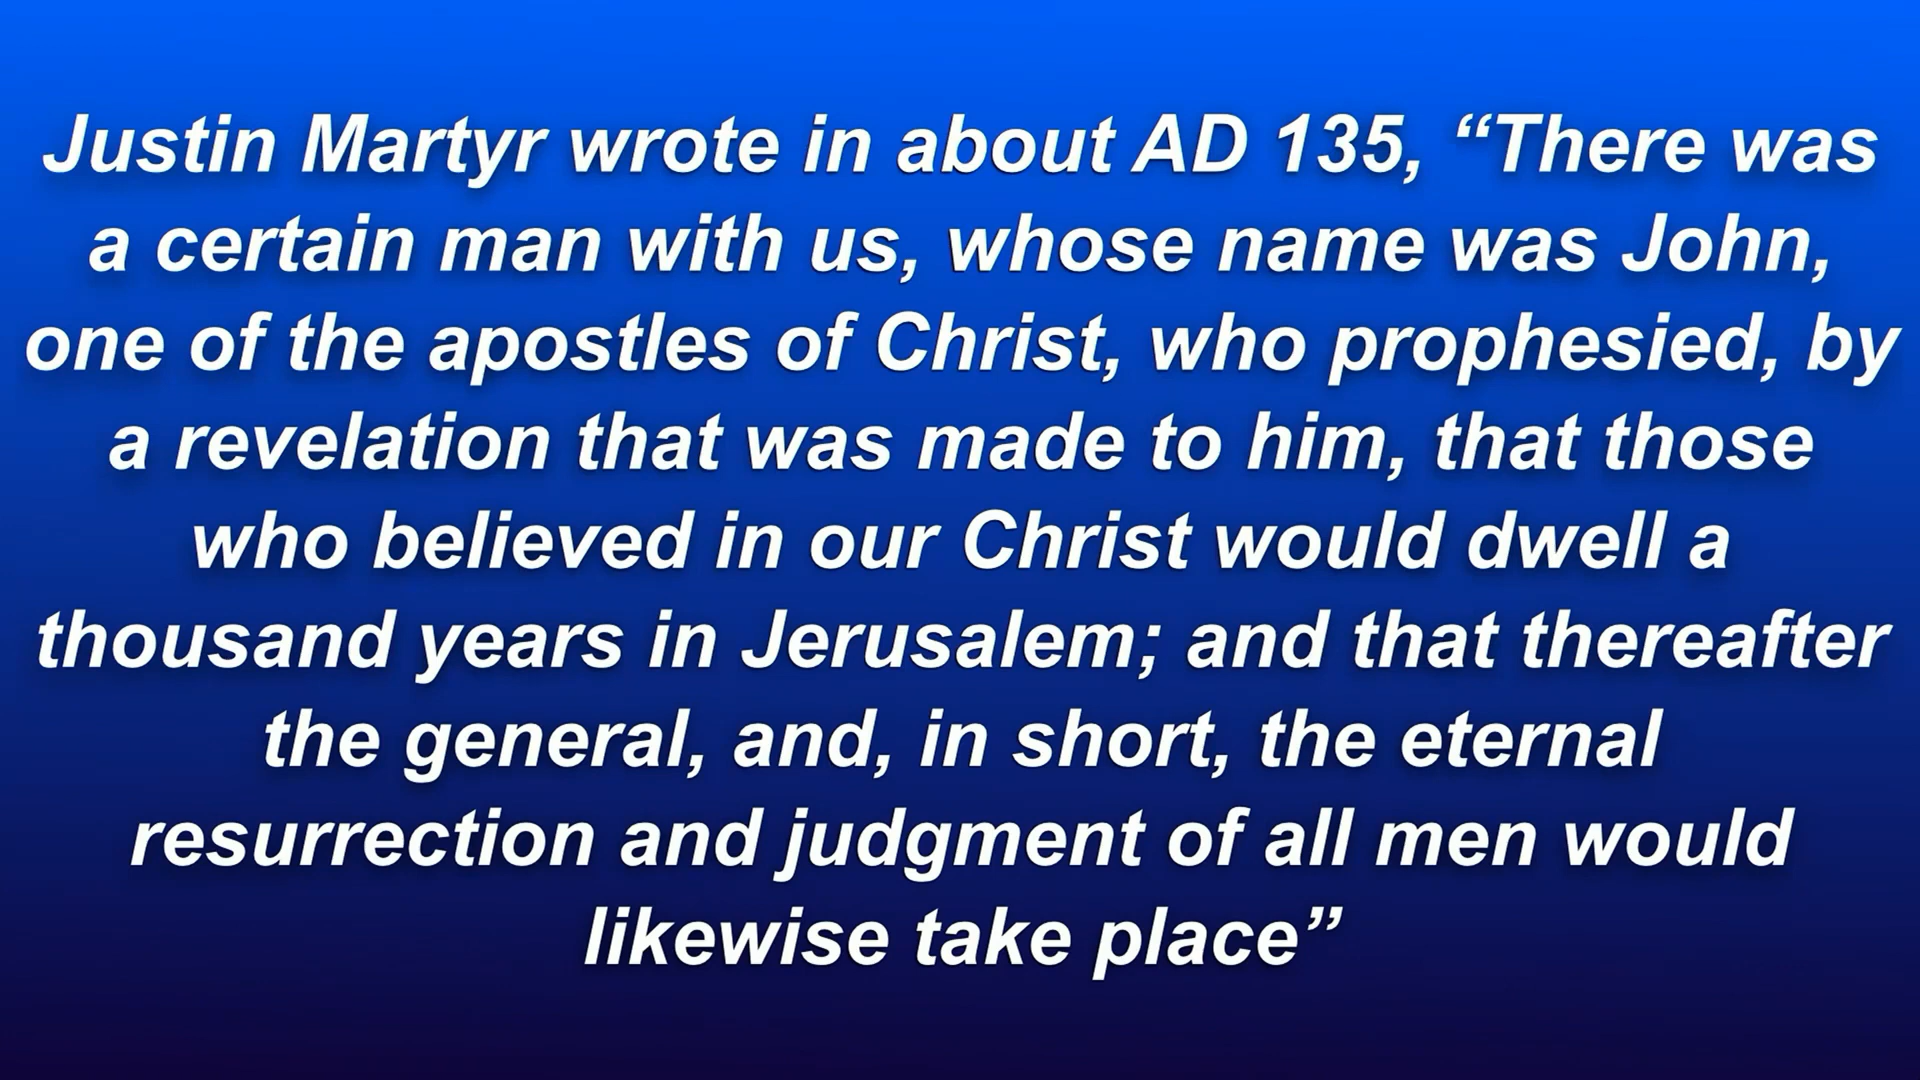 Justin Martyr wrote in about AD 135, “There was
a certain man with us, whose name was John,
one of the apostles of Christ, who prophesied, by
a revelation that was made to him, that those
who believed in our Christ would dwell a
thousand years in Jerusalem; and that thereafter
the general, and, in short, the eternal
resurrection and judgment of all men would
likewise take place”